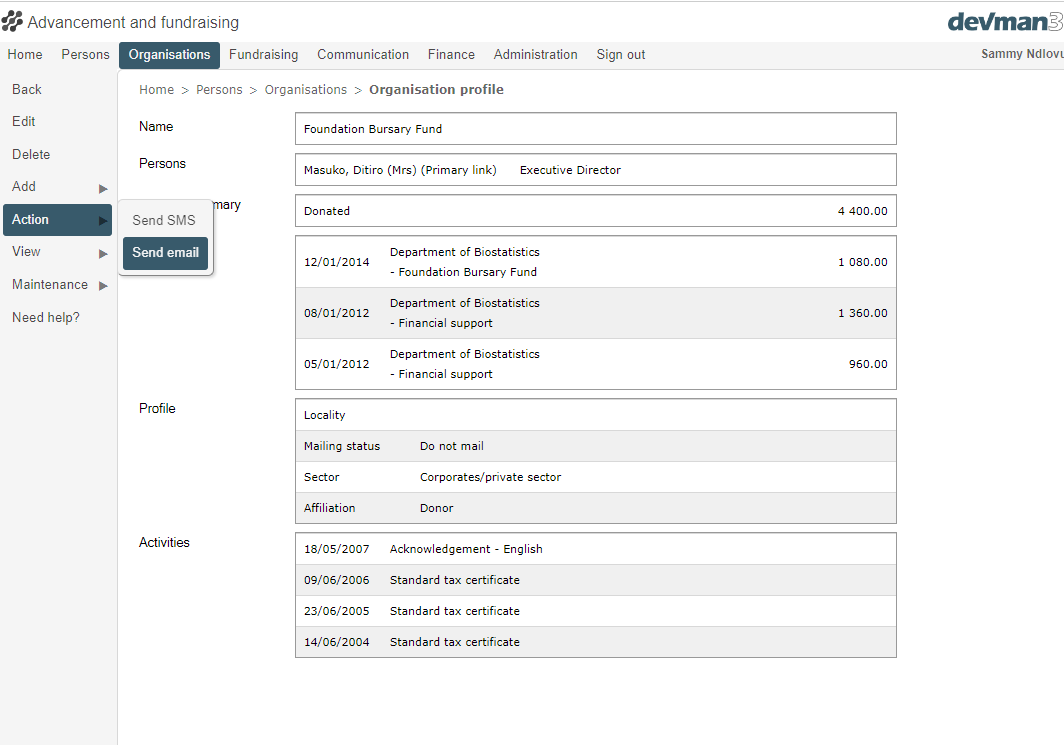 Advancement and fundraising
devman3
Home Persons Organisations Fundraising Communication Finance Administration Sign out
Sammy Ndlovu
Back
Edit
Delete
Add
Action
View
Maintenance
Need help?
Send SMS
Send email
Home > Persons > Organisations > Organisation profile
Name
Foundation Bursary Fund
Persons
Masuko, Ditiro (Mrs) (Primary link) Executive Director
mary
Donated 4 400.00
12/01/2014 Department of Biostatistics 1 080.00
- Foundation Bursary Fund
08/01/2012 Department of Biostatistics 1 360.00
- Financial support
05/01/2012 Department of Biostatistics 960.00
- Financial support
Profile
Locality
Mailing status Do not mail
Sector Corporates/private sector
Affiliation Donor
Activities
18/05/2007 Acknowledgement - English
09/06/2006 Standard tax certificate
23/06/2005 Standard tax certificate
14/06/2004 Standard tax certificate